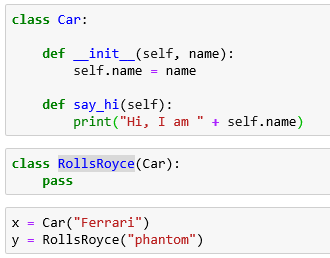 class Car:
def __init__(self, name):
self.name = name
def say_hi(self):
print("Hi, I am " + self.name)
class RollsRoyce(Car):
pass
x = Car("Ferrari")
y = RollsRoyce("phantom")